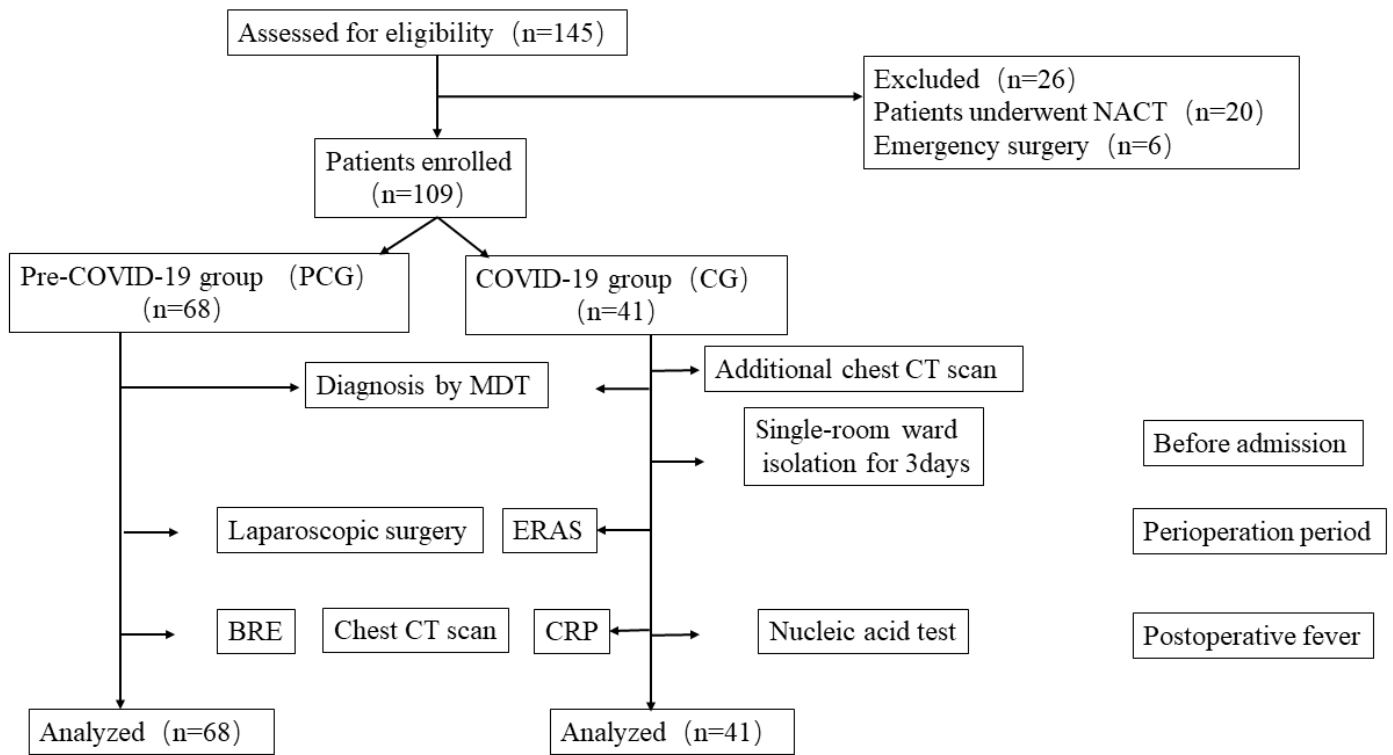 Assessed for eligibility（n=145）
Excluded（n=26）
Patients underwent NACT（n=20）
Emergency surgery（n=6）
Patients enrolled
（n=109）
Pre-COVID-19 group （PCG）
（n=68）
COVID-19 group（CG）
（n=41）
Additional chest CT scan
Diagnosis by MDT
Single-room ward
isolation for 3days
Before admission
Laparoscopic surgery
ERAS
Perioperation period
BRE
Chest CT scan
CRP
Nucleic acid test
Postoperative fever
Analyzed（n=68）
Analyzed（n=41）